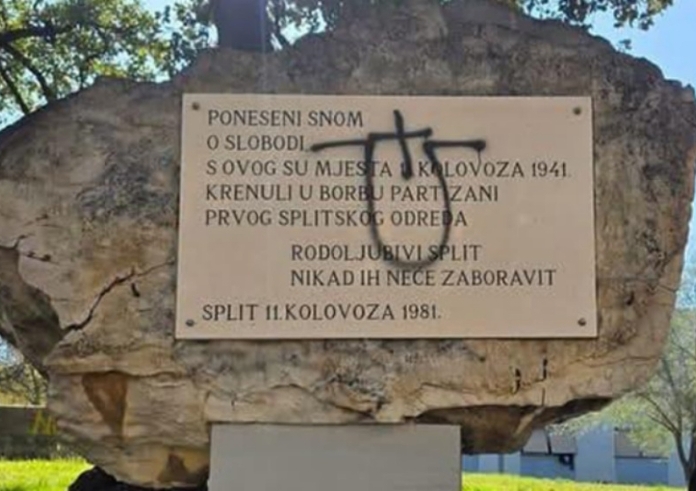 PONESENI SNOM
O SLOBODI
S OVOG SU MJESTA 11. KOLOVOZA 1941.
KRENULI U BORBU PARTIZANI
PRVOG SPLITSKOG ODREDA
RODOLJUBIVI SPLIT
NIKAD IH NEĆE ZABORAVIT
SPLIT 11. KOLOVOZA 1981.